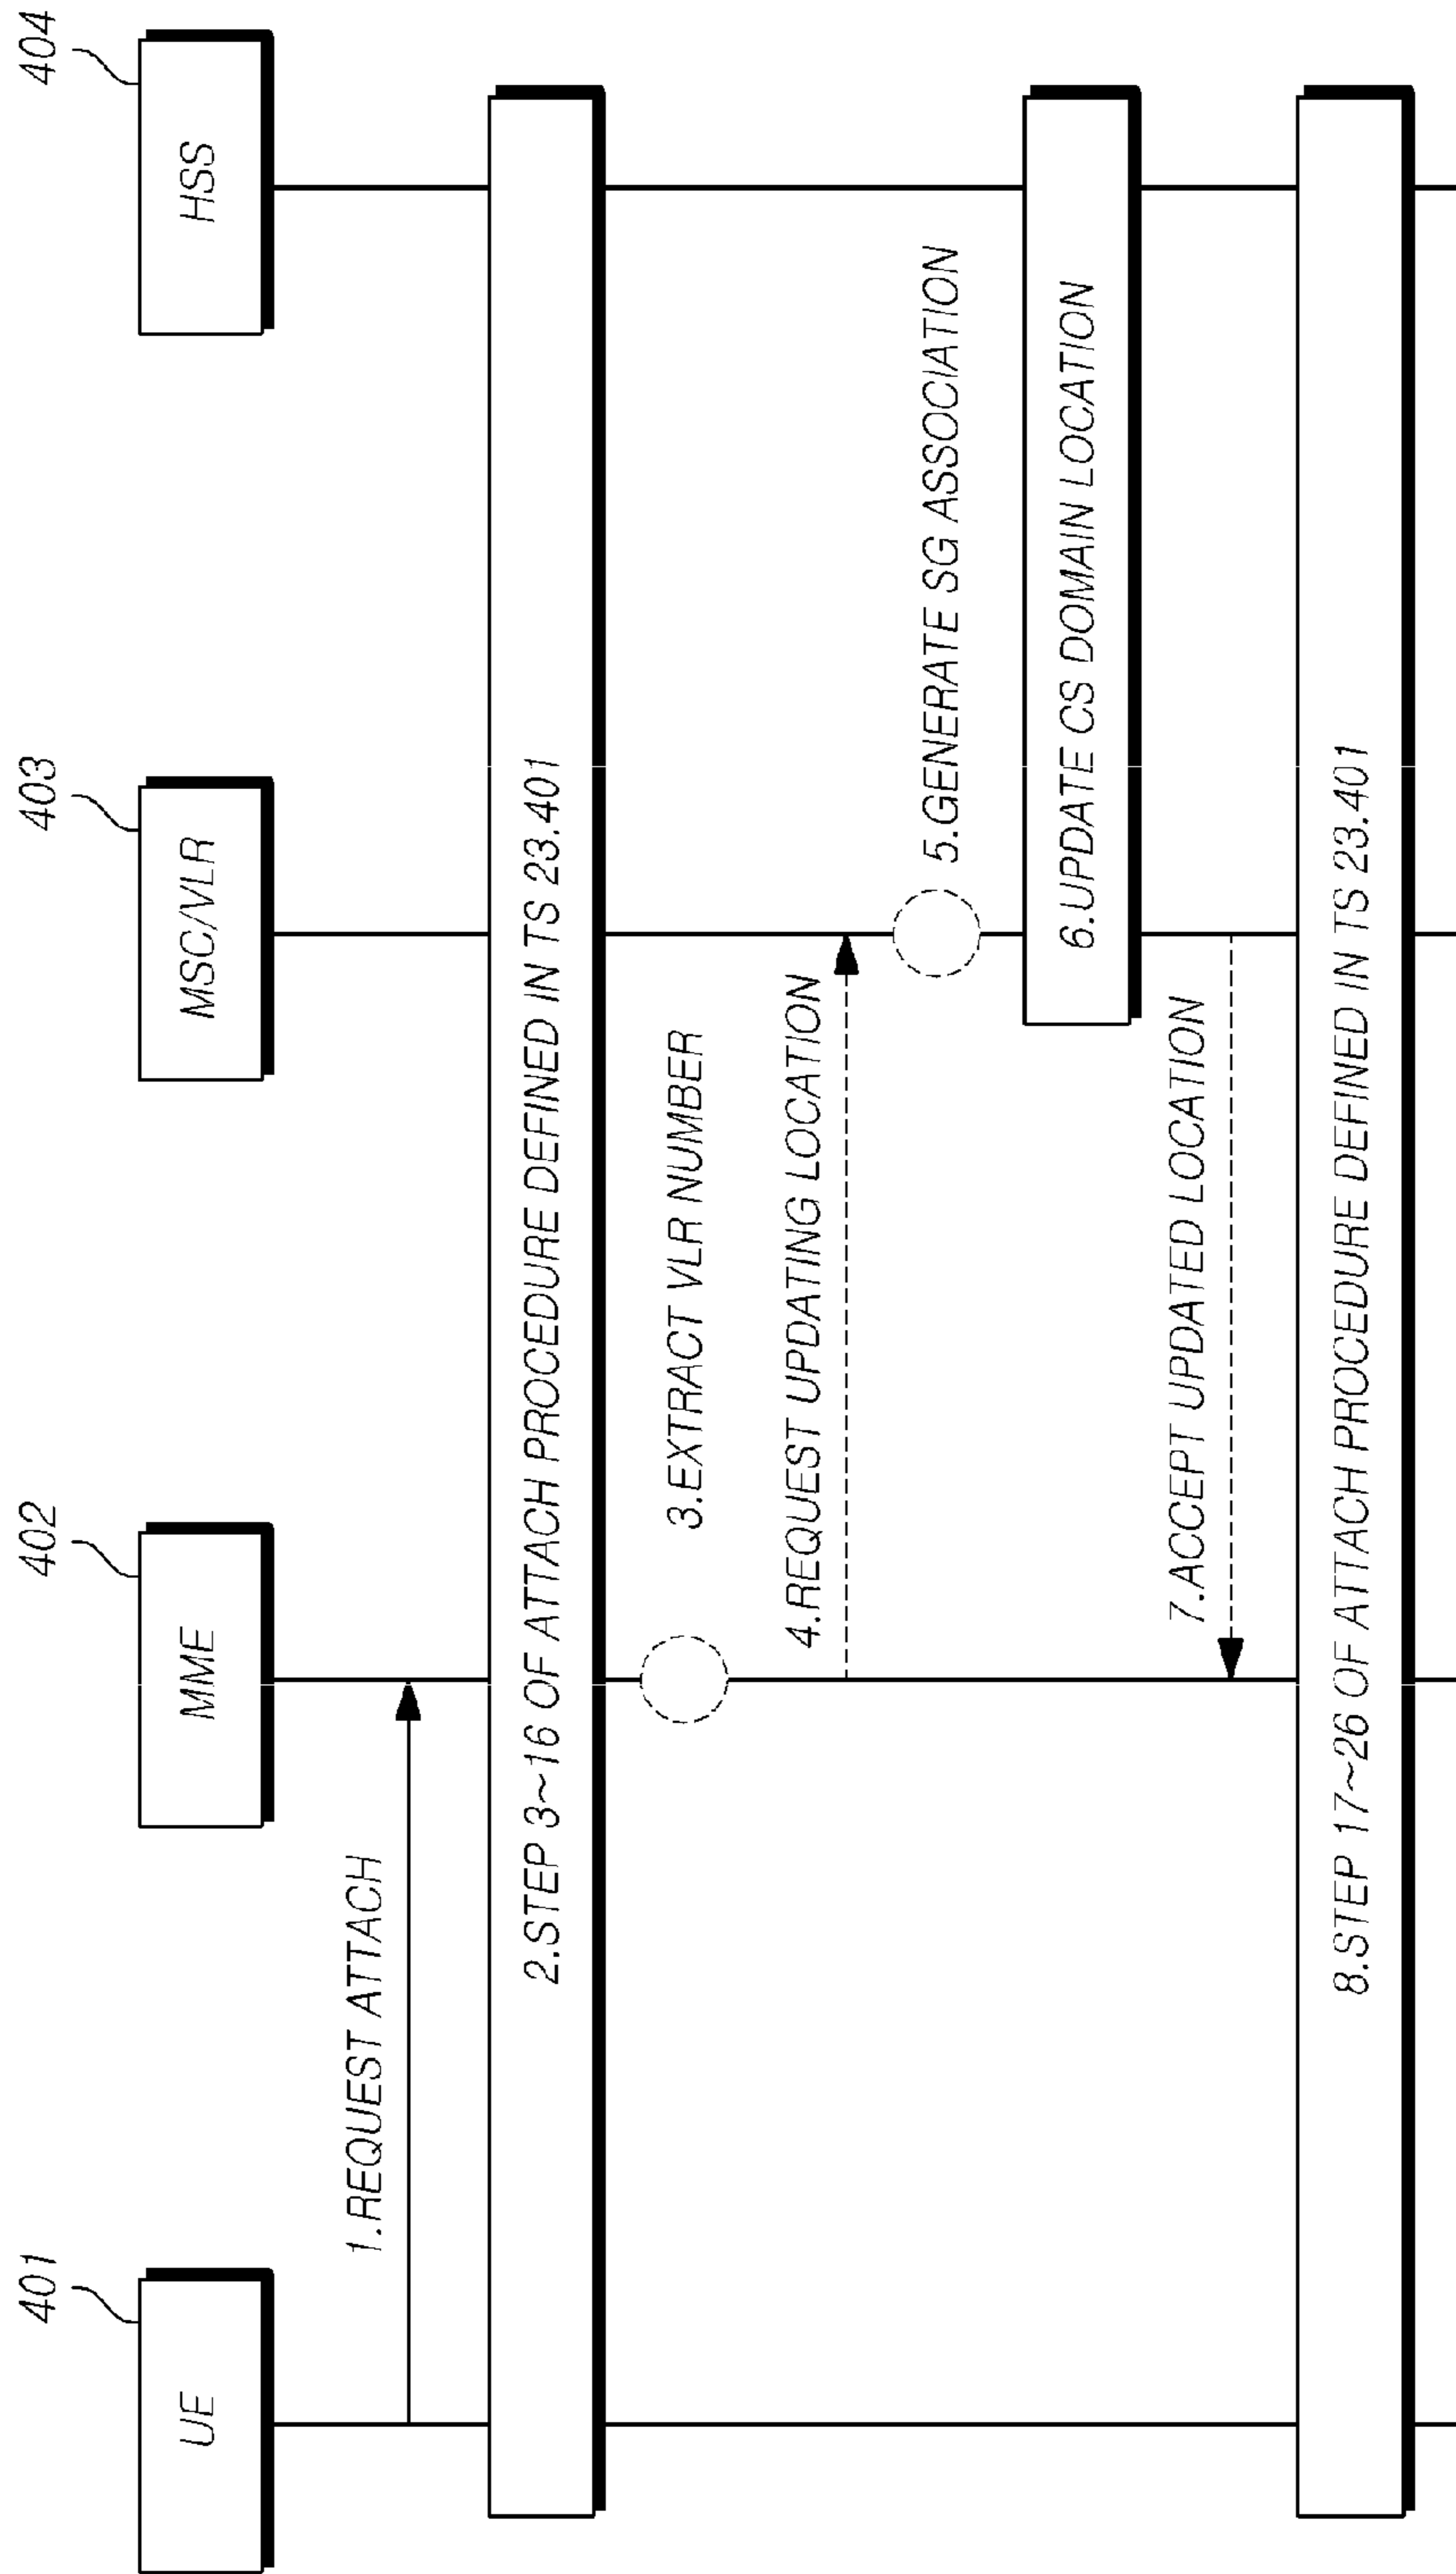 401
402
403
404
UE
MME
MSC/VLR
HSS
1.REQUEST ATTACH
2.STEP 3~16 OF ATTACH PROCEDURE DEFINED IN TS 23.401
3.EXTRACT VLR NUMBER
4.REQUEST UPDATING LOCATION
5.GENERATE SG ASSOCIATION
6.UPDATE CS DOMAIN LOCATION
7.ACCEPT UPDATED LOCATION
8.STEP 17~26 OF ATTACH PROCEDURE DEFINED IN TS 23.401